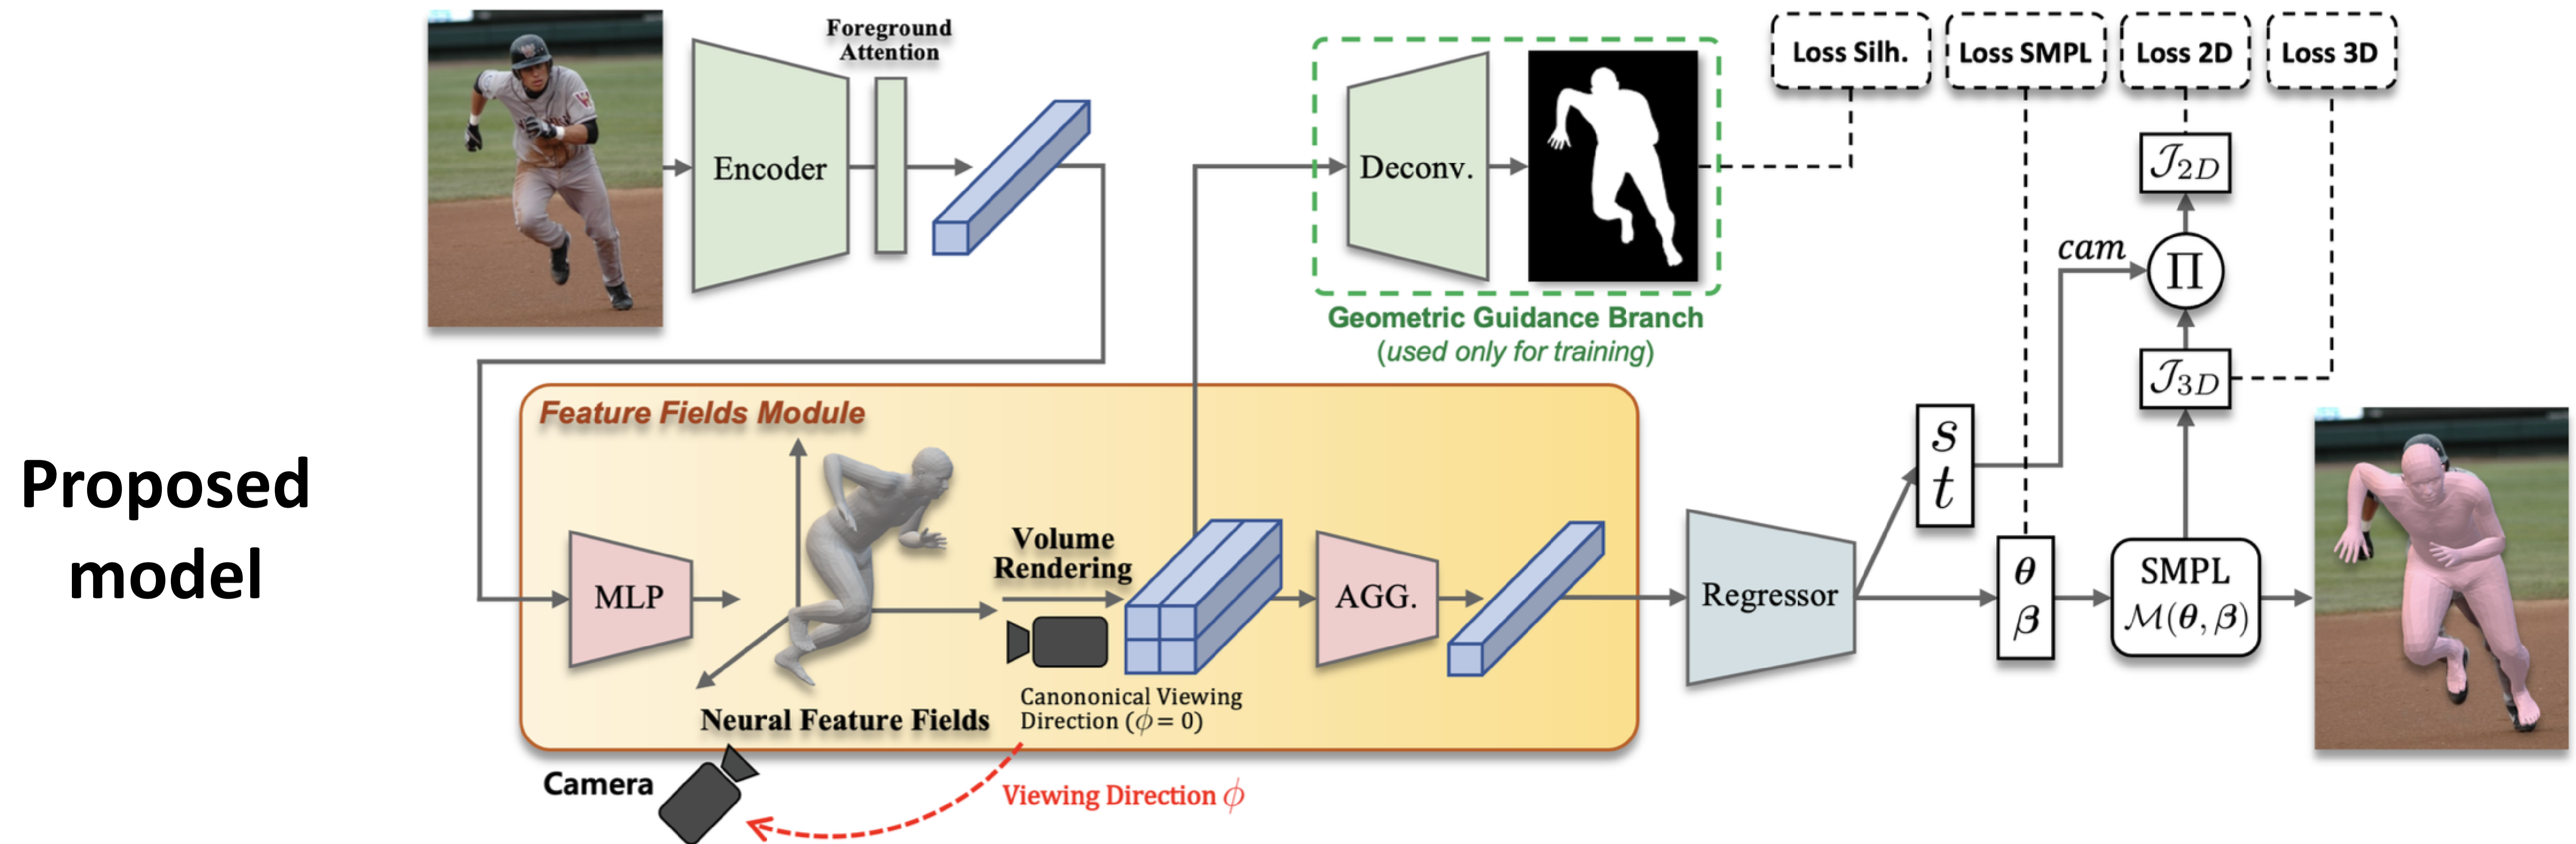 Proposed
model
Foreground
Attention
Encoder
Deconv.
Geometric Guidance Branch
(used only for training)
Loss Silh.
Loss SMPL
Loss 2D
Loss 3D
𝒥2D
cam
Π
𝒥3D
Feature Fields Module
MLP
Neural Feature Fields
Volume
Rendering
Canononical Viewing
Direction (ϕ = 0)
AGG.
Camera
Viewing Direction ϕ
Regressor
s
t
θ
β
SMPL
ℳ(θ, β)